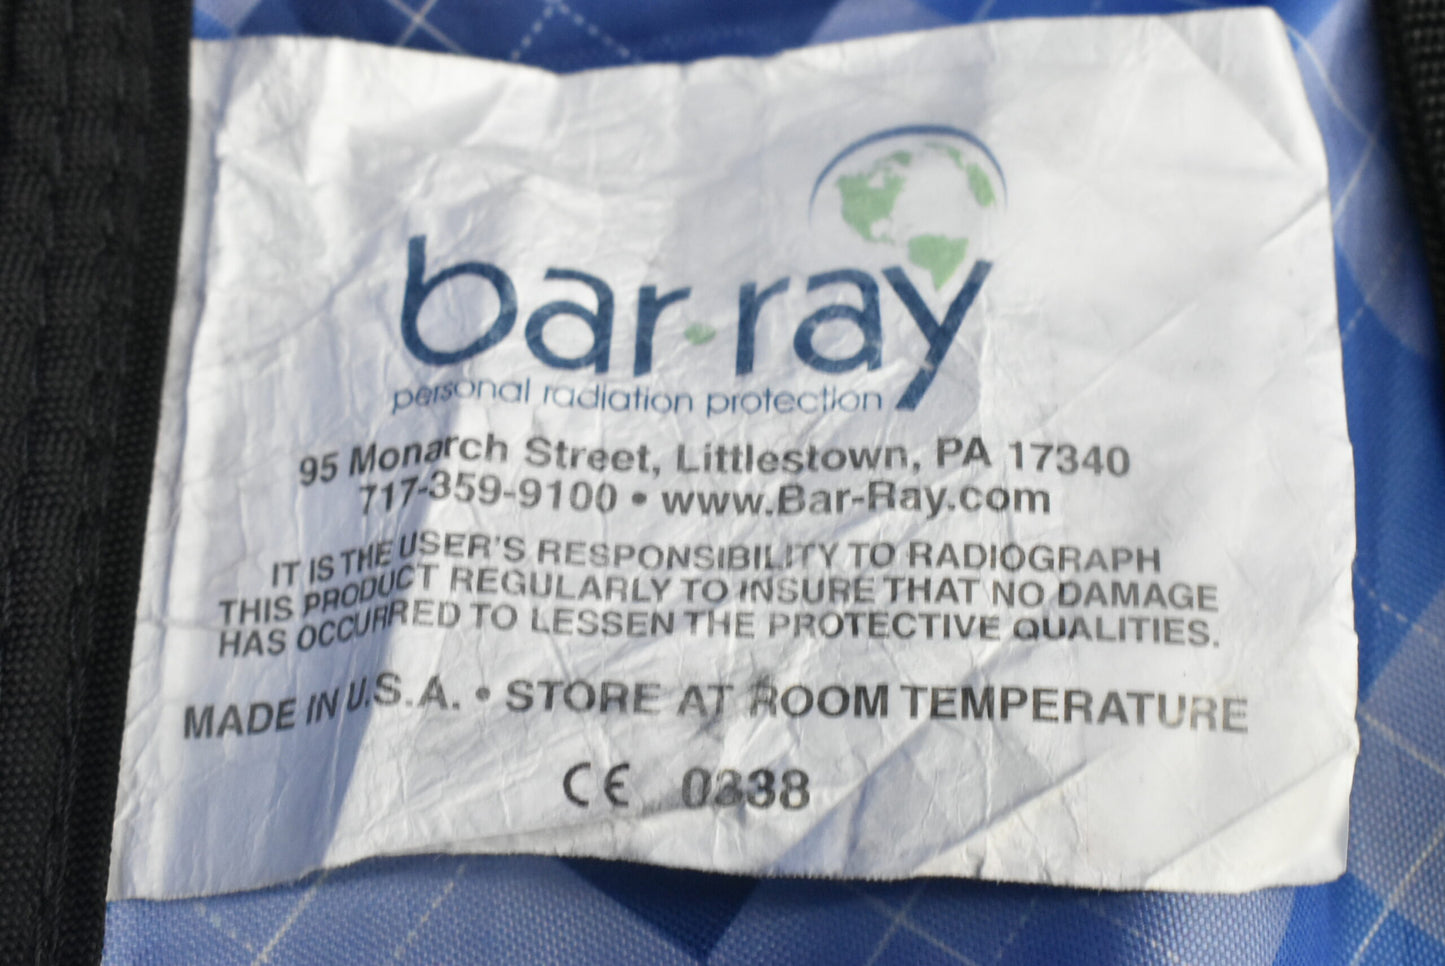 bar·ray
personal radiation protection
95 Monarch Street, Littlestown, PA 17340
717-359-9100 • www.Bar-Ray.com
IT IS THE USER'S RESPONSIBILITY TO RADIOGRAPH
THIS PRODUCT REGULARLY TO INSURE THAT NO DAMAGE
HAS OCCURRED TO LESSEN THE PROTECTIVE QUALITIES.
MADE IN U.S.A. • STORE AT ROOM TEMPERATURE
CE 0338